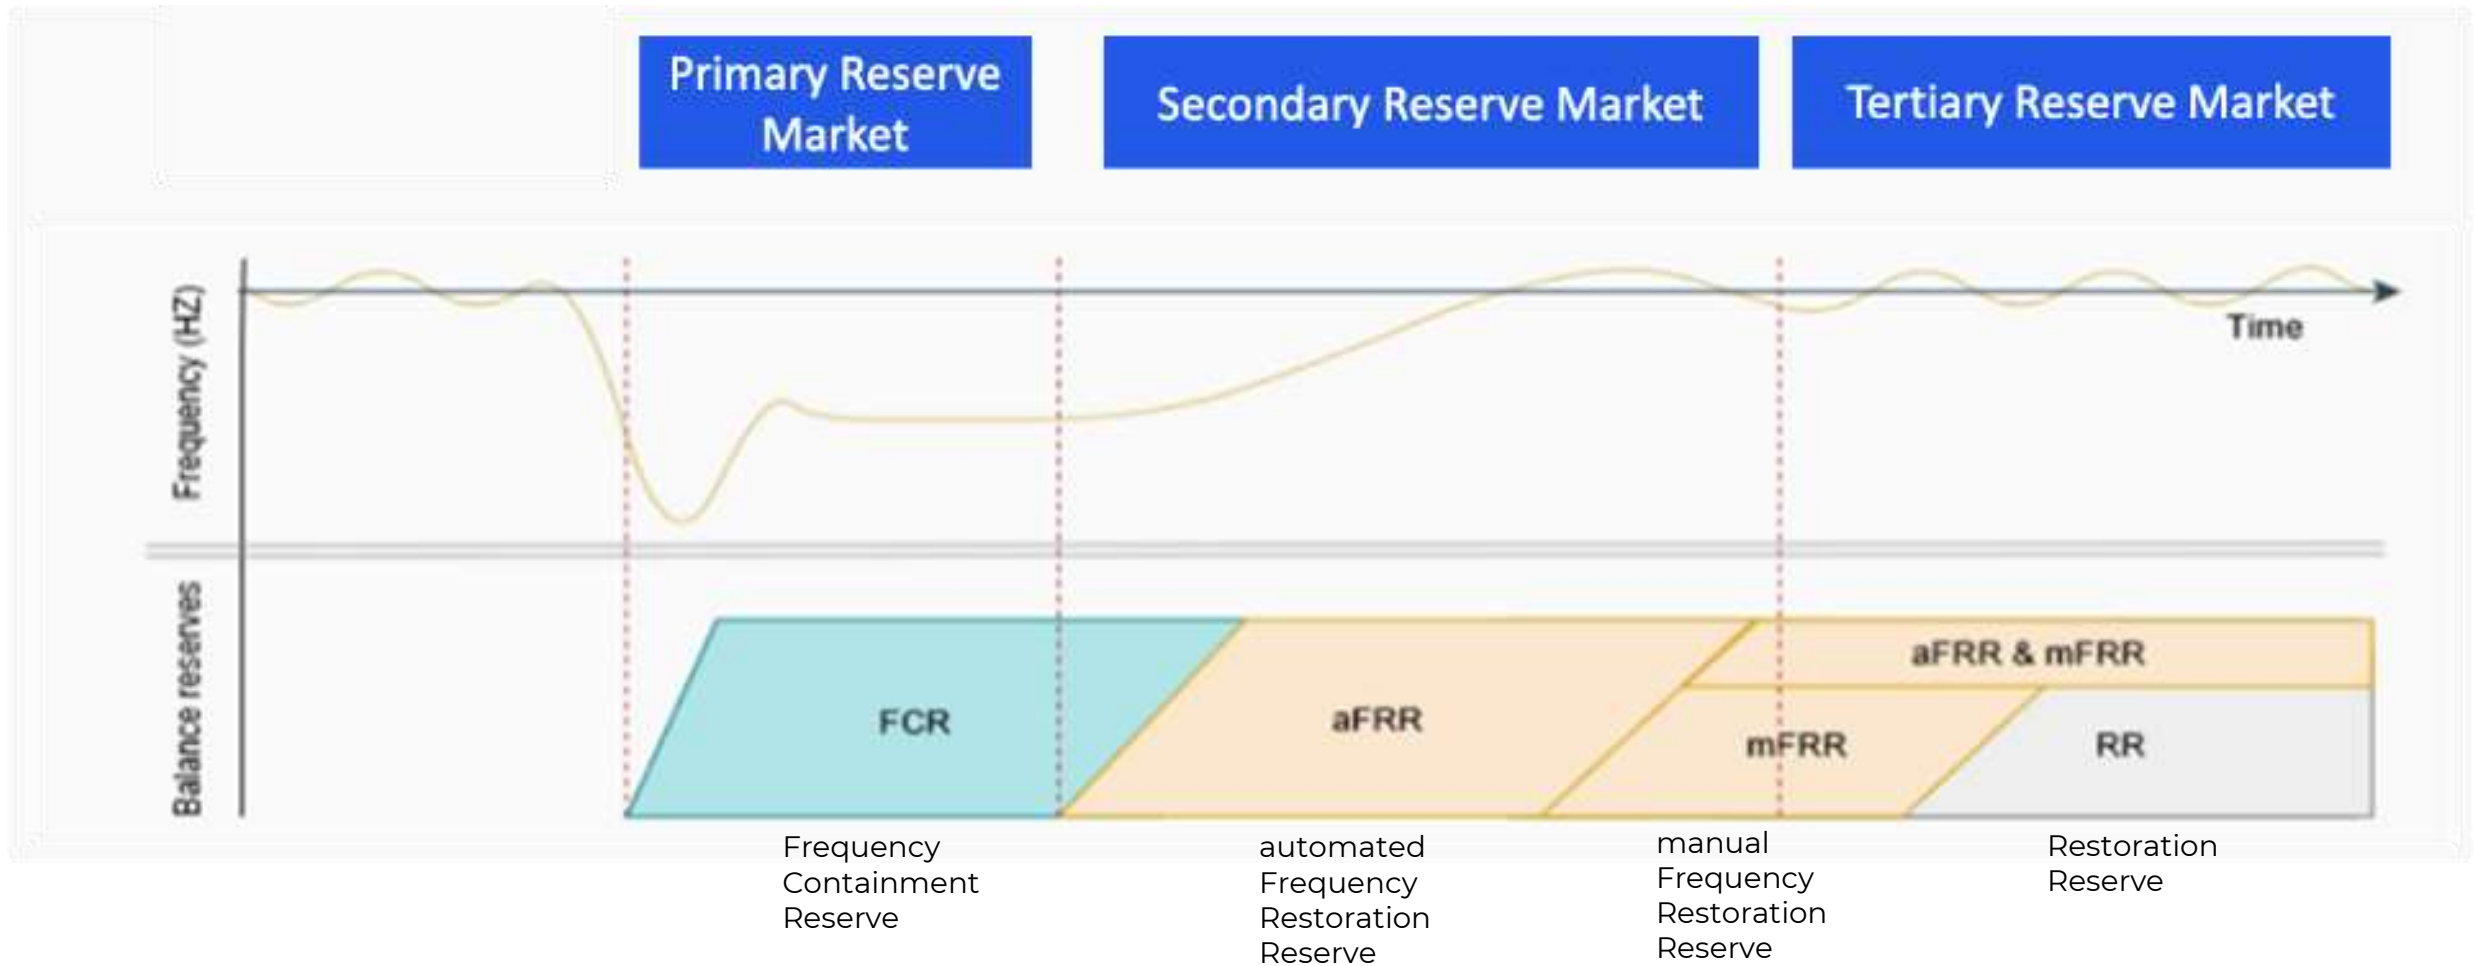 Primary Reserve
Market
Secondary Reserve Market
Tertiary Reserve Market
Frequency (HZ)
Time
Balance reserves
FCR
aFRR
aFRR & mFRR
mFRR
RR
Frequency
Containment
Reserve
automated
Frequency
Restoration
Reserve
manual
Frequency
Restoration
Reserve
Restoration
Reserve